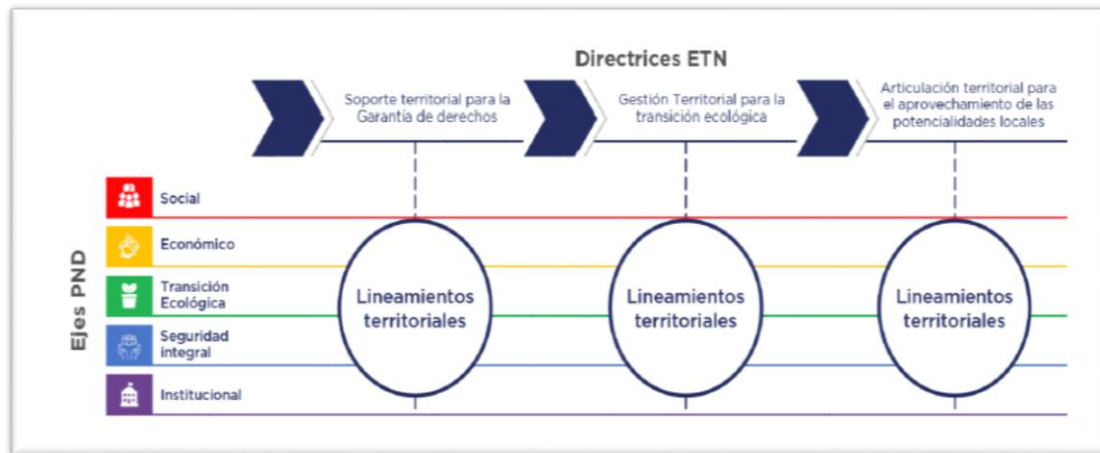 Directrices ETN
Soporte territorial para la
Garantía de derechos
Gestión Territorial para la
transición ecológica
Articulación territorial para
el aprovechamiento de las
potencialidades locales
Ejes PND
Social
Económico
Transición
Ecológica
Seguridad
integral
Institucional
Lineamientos
territoriales
Lineamientos
territoriales
Lineamientos
territoriales